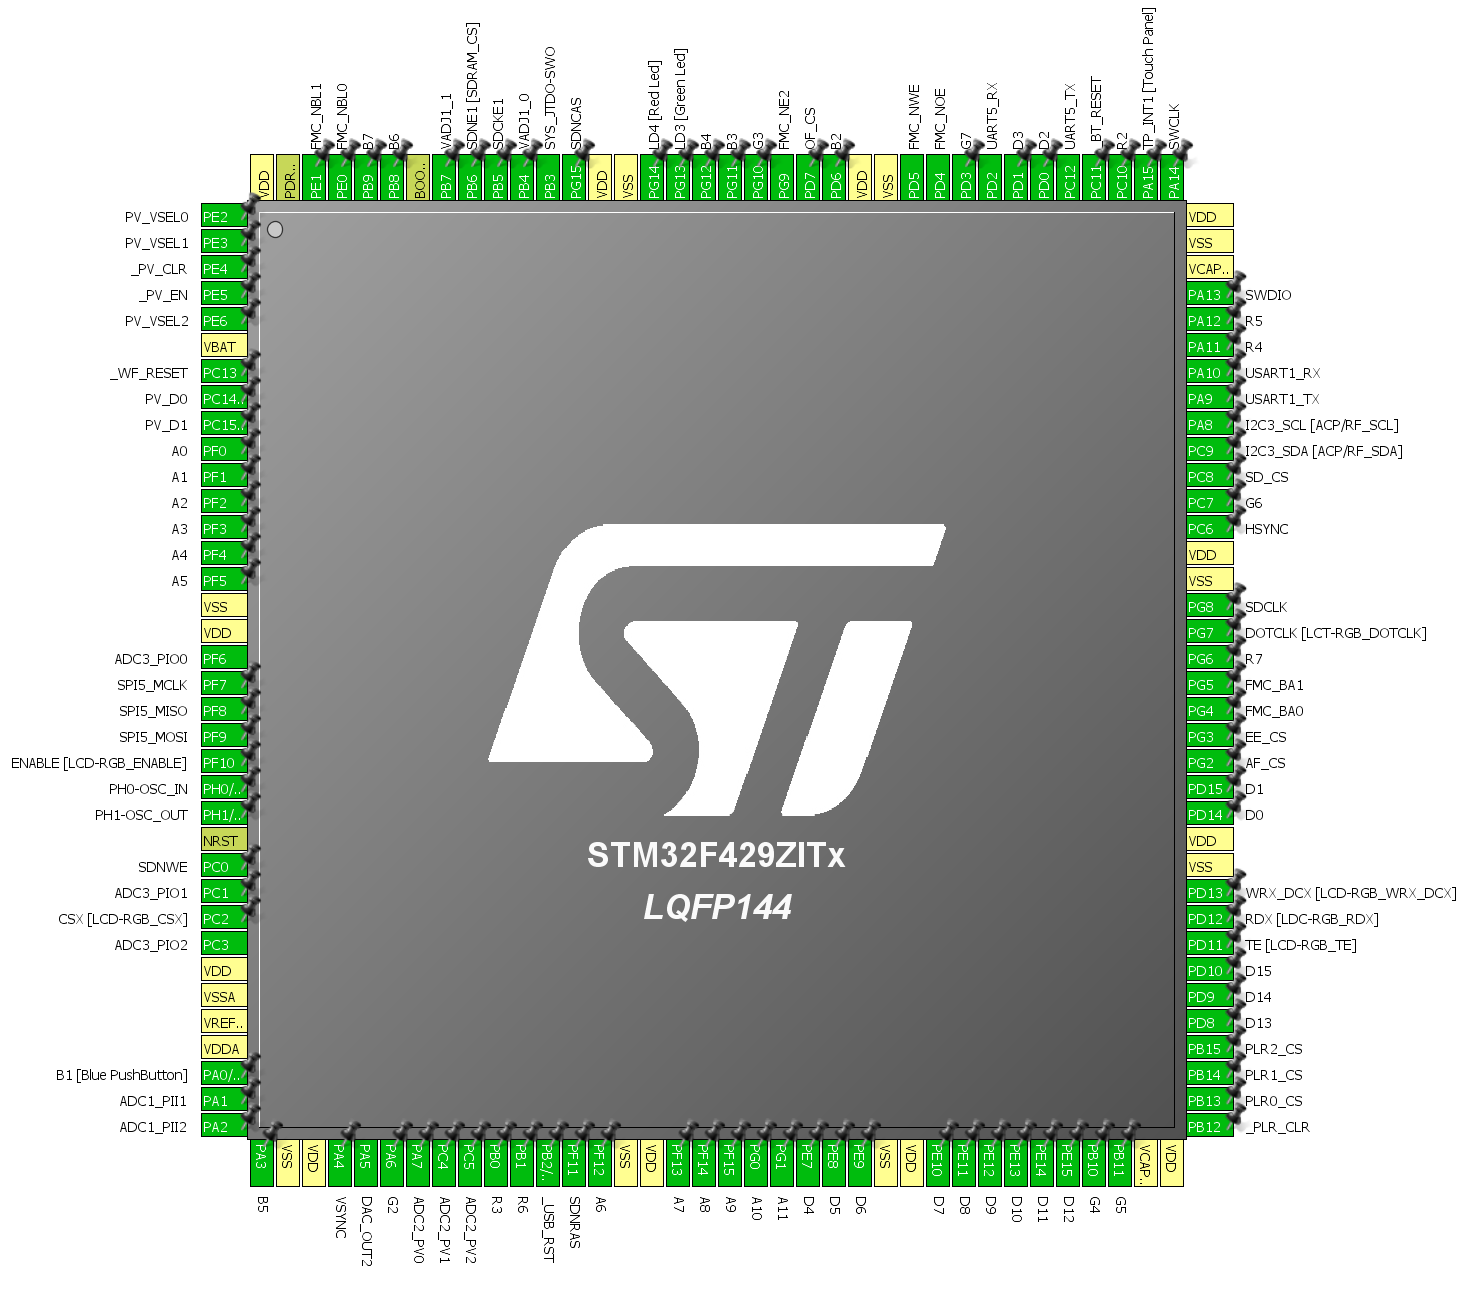 FMC_NBL1
FMC_NBL0
B7
B6
VADJ1_1
SDNE1 [SDRAM_CS]
SDCKE1
VADJ1_0
SYS_JTDO-SWO
SDNCAS
LD4 [Red Led]
LD3 [Green Led]
B4
B3
G3
FMC_NE2
OF_CS
B2
FMC_NWE
FMC_NOE
G7
UART5_RX
D3
D2
UART5_TX
_BT_RESET
R2
TP_INT1 [Touch Panel]
SWCLK
VDD
PDR..
PE1
PE0
PB9
PB8
BOO..
PB7
PB6
PB5
PB4
PB3
PG15
VDD
VSS
PG14
PG13
PG12
PG11
PG10
PG9
PD7
PD6
VDD
VSS
PD5
PD4
PD3
PD2
PD1
PD0
PC12
PC11
PC10
PA15
PA14
PV_VSEL0 PE2
PV_VSEL1 PE3
_PV_CLR PE4
_PV_EN PE5
PV_VSEL2 PE6
VBAT
_WF_RESET PC13
PV_D0 PC14..
PV_D1 PC15..
A0 PF0
A1 PF1
A2 PF2
A3 PF3
A4 PF4
A5 PF5
VSS
VDD
ADC3_PIO0 PF6
SPI5_MCLK PF7
SPI5_MISO PF8
SPI5_MOSI PF9
ENABLE [LCD-RGB_ENABLE] PF10
PH0-OSC_IN PH0/..
PH1-OSC_OUT PH1/..
NRST
SDNWE PC0
ADC3_PIO1 PC1
CSX [LCD-RGB_CSX] PC2
ADC3_PIO2 PC3
VDD
VSSA
VREF..
VDDA
B1 [Blue PushButton] PA0/..
ADC1_PII1 PA1
ADC1_PII2 PA2
STM32F429ZITx
LQFP144
VDD
VSS
VCAP..
PA13 SWDIO
PA12 R5
PA11 R4
PA10 USART1_RX
PA9 USART1_TX
PA8 I2C3_SCL [ACP/RF_SCL]
PC9 I2C3_SDA [ACP/RF_SDA]
PC8 SD_CS
PC7 G6
PC6 HSYNC
VDD
VSS
PG8 SDCLK
PG7 DOTCLK [LCT-RGB_DOTCLK]
PG6 R7
PG5 FMC_BA1
PG4 FMC_BA0
PG3 EE_CS
PG2 AF_CS
PD15 D1
PD14 D0
VDD
VSS
PD13 WRX_DCX [LCD-RGB_WRX_DCX]
PD12 RDX [LDC-RGB_RDX]
PD11 TE [LCD-RGB_TE]
PD10 D15
PD9 D14
PD8 D13
PB15 PLR2_CS
PB14 PLR1_CS
PB13 PLR0_CS
PB12 _PLR_CLR
PA3
VSS
VDD
PA4
PA5
PA6
PA7
PC4
PC5
PB0
PB1
PB2/..
PF11
PF12
VSS
VDD
PF13
PF14
PF15
PG0
PG1
PE7
PE8
PE9
VSS
VDD
PE10
PE11
PE12
PE13
PE14
PE15
PB10
PB11
VCAP..
VDD
B5
VSYNC
DAC_OUT2
G2
ADC2_PV0
ADC2_PV1
ADC2_PV2
R3
R6
_USB_RST
SDNRAS
A6
A7
A8
A9
A10
A11
D4
D5
D6
D7
D8
D9
D10
D11
D12
G4
G5